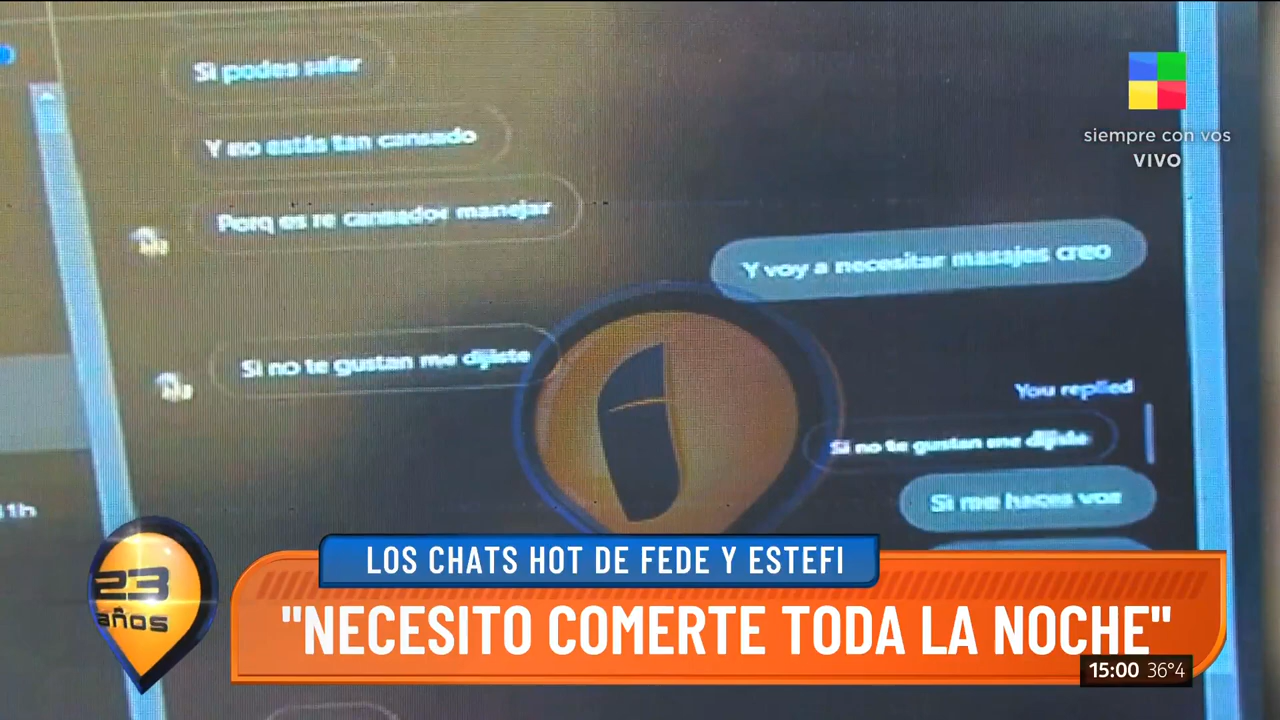 Si podes safar
Y no estás tan cansado
Porq es re cansador manejar
Y voy a necesitar masajes creo
Si no te gustan me dijiste
You replied
Si no te gustan me dijiste
Si me haces vos
11h
siempre con vos
VIVO
23
años
LOS CHATS HOT DE FEDE Y ESTEFI
"NECESITO COMERTE TODA LA NOCHE"
15:00 36°4